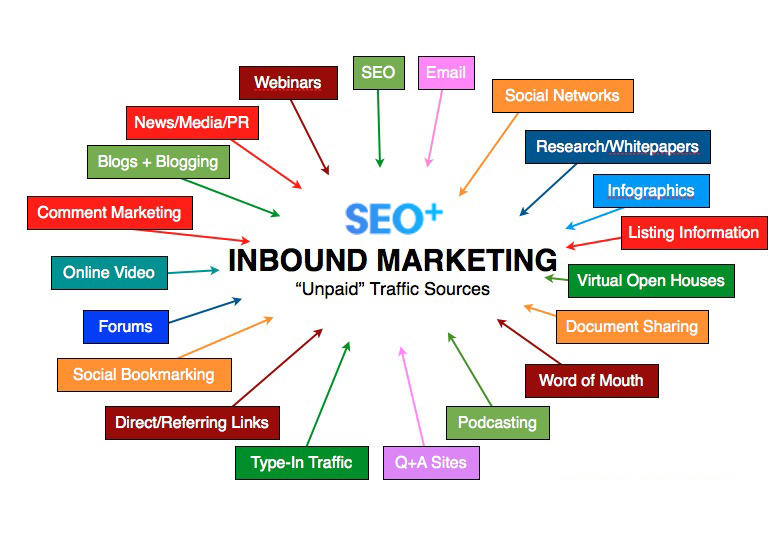 Webinars
SEO
Email
Social Networks
News/Media/PR
Research/Whitepapers
Blogs + Blogging
Infographics
Comment Marketing
SEO+
Listing Information
INBOUND MARKETING
Online Video
Virtual Open Houses
“Unpaid” Traffic Sources
Forums
Document Sharing
Social Bookmarking
Word of Mouth
Direct/Referring Links
Podcasting
Type-In Traffic
Q+A Sites